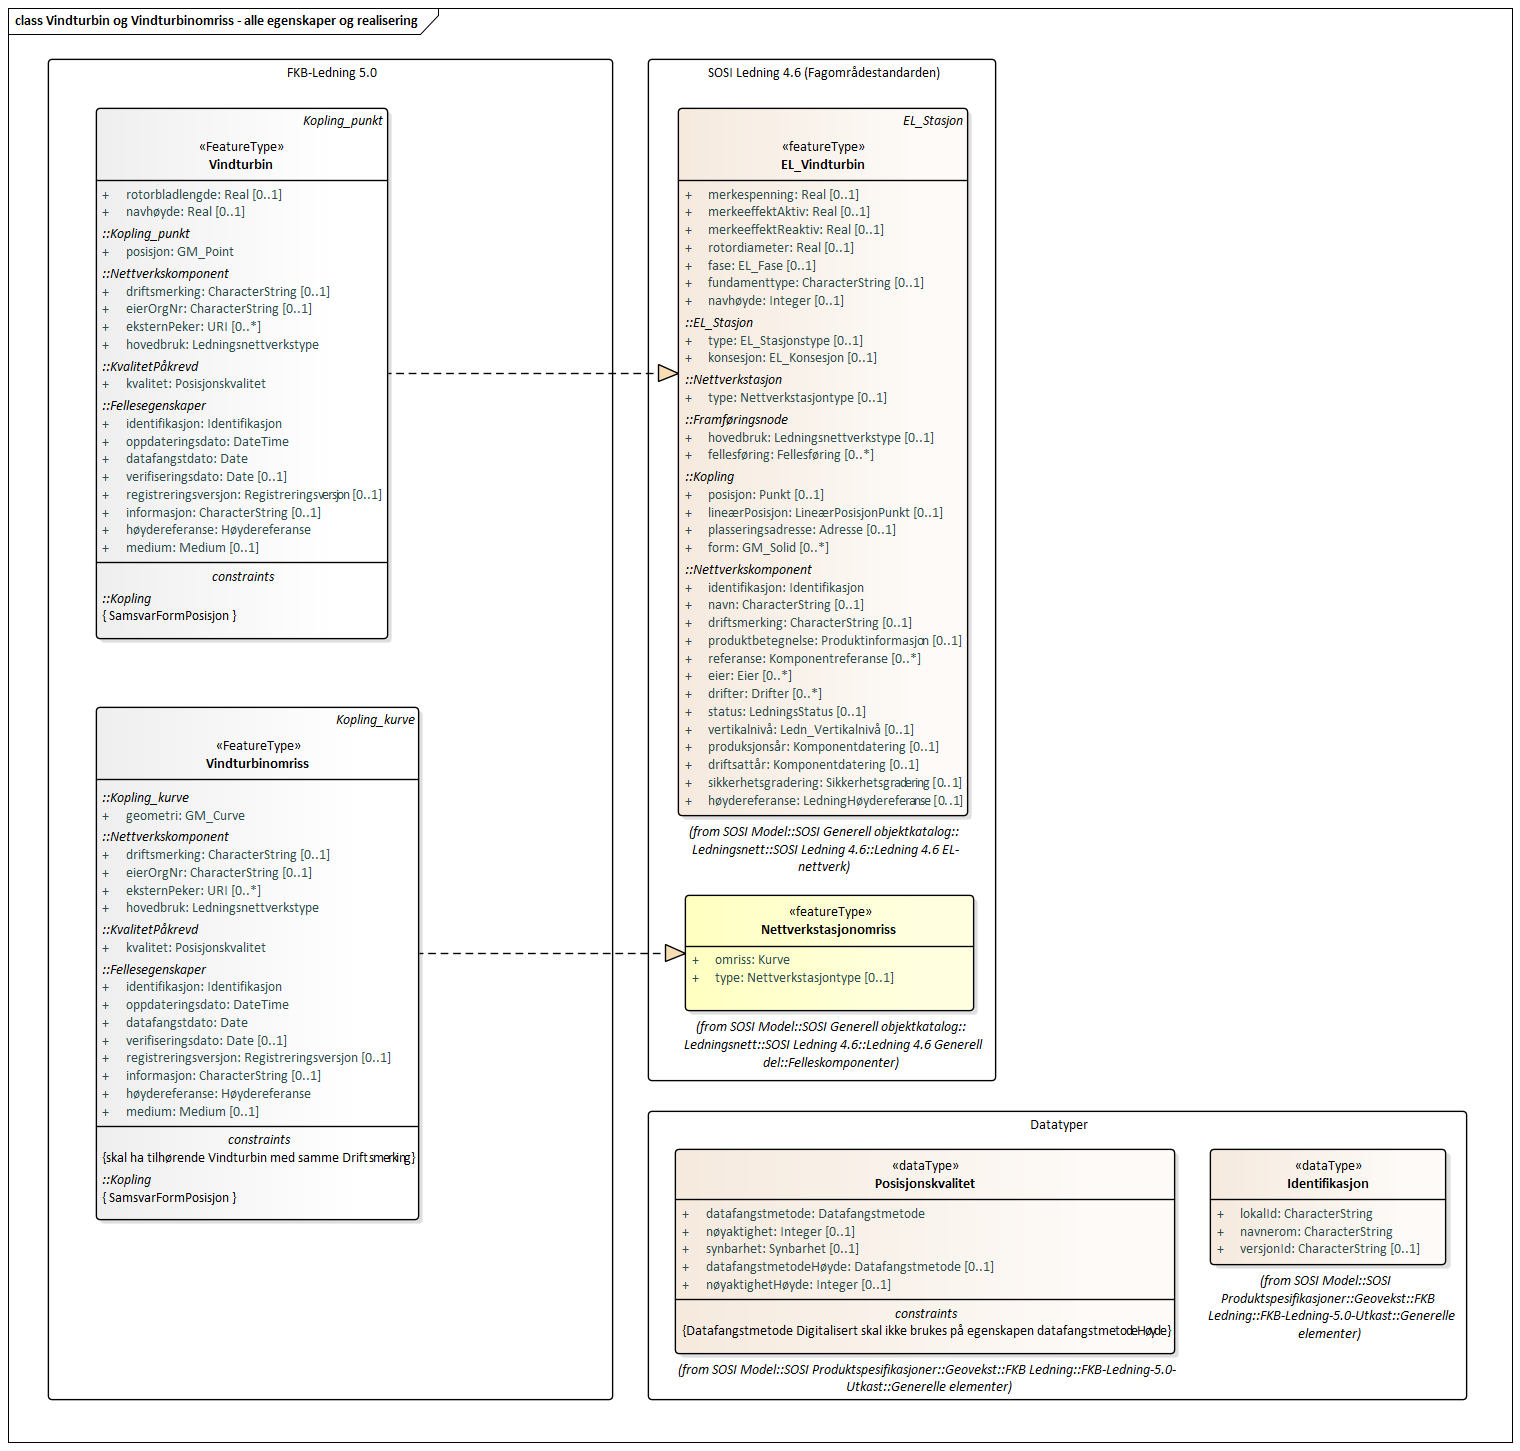 class Vindturbin og Vindturbinomriss - alle egenskaper og realisering
FKB-Ledning 5.0
Kopling_punkt
«FeatureType»
Vindturbin
+ rotorbladlengde: Real [0..1]
+ navhøyde: Real [0..1]
::Kopling_punkt
+ posisjon: GM_Point
::Nettverkskomponent
+ driftsmerking: CharacterString [0..1]
+ eierOrgNr: CharacterString [0..1]
+ eksternPeker: URI [0..*]
+ hovedbruk: Ledningsnettverkstype
::KvalitetPåkrevd
+ kvalitet: Posisjonskvalitet
::Fellesegenskaper
+ identifikasjon: Identifikasjon
+ oppdateringsdato: DateTime
+ datafangstdato: Date
+ verifiseringsdato: Date [0..1]
+ registreringsversjon: Registreringsversjon [0..1]
+ informasjon: CharacterString [0..1]
+ høydereferanse: Høydereferanse
+ medium: Medium [0..1]
constraints
::Kopling
{ SamsvarFormPosisjon }
Kopling_kurve
«FeatureType»
Vindturbinomriss
::Kopling_kurve
+ geometri: GM_Curve
::Nettverkskomponent
+ driftsmerking: CharacterString [0..1]
+ eierOrgNr: CharacterString [0..1]
+ eksternPeker: URI [0..*]
+ hovedbruk: Ledningsnettverkstype
::KvalitetPåkrevd
+ kvalitet: Posisjonskvalitet
::Fellesegenskaper
+ identifikasjon: Identifikasjon
+ oppdateringsdato: DateTime
+ datafangstdato: Date
+ verifiseringsdato: Date [0..1]
+ registreringsversjon: Registreringsversjon [0..1]
+ informasjon: CharacterString [0..1]
+ høydereferanse: Høydereferanse
+ medium: Medium [0..1]
constraints
{skal ha tilhørende Vindturbin med samme Driftsmerking}
::Kopling
{ SamsvarFormPosisjon }
SOSI Ledning 4.6 (Fagområdestandarden)
EL_Stasjon
«featureType»
EL_Vindturbin
+ merkespenning: Real [0..1]
+ merkeeffektAktiv: Real [0..1]
+ merkeeffektReaktiv: Real [0..1]
+ rotordiameter: Real [0..1]
+ fase: EL_Fase [0..1]
+ fundamenttype: CharacterString [0..1]
+ navhøyde: Integer [0..1]
::EL_Stasjon
+ type: EL_Stasjonstype [0..1]
+ konsesjon: EL_Konsesjon [0..1]
::Nettverkstasjon
+ type: Nettverkstasjontype [0..1]
::Framføringsnode
+ hovedbruk: Ledningsnettverkstype [0..1]
+ fellesføring: Fellesføring [0..*]
::Kopling
+ posisjon: Punkt [0..1]
+ lineærPosisjon: LineærPosisjonPunkt [0..1]
+ plasseringsadresse: Adresse [0..1]
+ form: GM_Solid [0..*]
::Nettverkskomponent
+ identifikasjon: Identifikasjon
+ navn: CharacterString [0..1]
+ driftsmerking: CharacterString [0..1]
+ produktbetegnelse: Produktinformasjon [0..1]
+ referanse: Komponentreferanse [0..*]
+ eier: Eier [0..*]
+ drifter: Drifter [0..*]
+ status: LedningsStatus [0..1]
+ vertikalnivå: Ledn_Vertikalnivå [0..1]
+ produksjonsår: Komponentdatering [0..1]
+ driftsattår: Komponentdatering [0..1]
+ sikkerhetsgradering: Sikkerhetsgradering [0..1]
+ høydereferanse: LedningHøydereferanse [0..1]
(from SOSI Model::SOSI Generell objektkatalog::
Ledningsnett::SOSI Ledning 4.6::Ledning 4.6 EL-
nettverk)
«featureType»
Nettverkstasjonomriss
+ omriss: Kurve
+ type: Nettverkstasjontype [0..1]
(from SOSI Model::SOSI Generell objektkatalog::
Ledningsnett::SOSI Ledning 4.6::Ledning 4.6 Generell
del::Felleskomponenter)
Datatyper
«dataType»
Posisjonskvalitet
+ datafangstmetode: Datafangstmetode
+ nøyaktighet: Integer [0..1]
+ synbarhet: Synbarhet [0..1]
+ datafangstmetodeHøyde: Datafangstmetode [0..1]
+ nøyaktighetHøyde: Integer [0..1]
constraints
{Datafangstmetode Digitalisert skal ikke brukes på egenskapen datafangstmetodeHøyde}
(from SOSI Model::SOSI Produktspesifikasjoner::Geovekst::FKB Ledning::FKB-Ledning-5.0-
Utkast::Generelle elementer)
«dataType»
Identifikasjon
+ lokalId: CharacterString
+ navnerom: CharacterString
+ versjonId: CharacterString [0..1]
(from SOSI Model::SOSI
Produktspesifikasjoner::Geovekst::FKB
Ledning::FKB-Ledning-5.0-Utkast::Generelle
elementer)